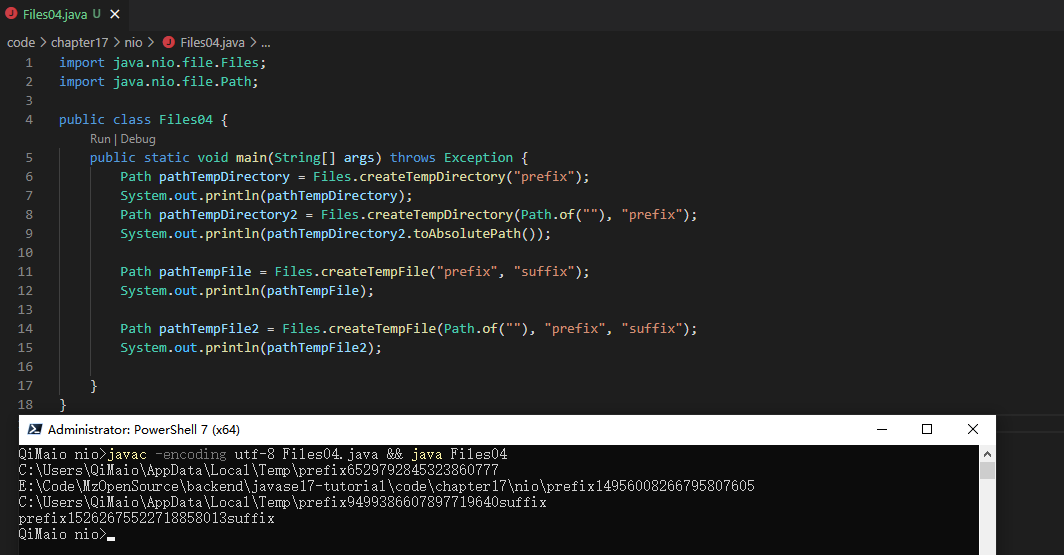 Files04.java U
code > chapter17 > nio > Files04.java > ...
1 import java.nio.file.Files;
2 import java.nio.file.Path;
3
4 public class Files04 {
Run | Debug
5 public static void main(String[] args) throws Exception {
6 Path pathTempDirectory = Files.createTempDirectory("prefix");
7 System.out.println(pathTempDirectory);
8 Path pathTempDirectory2 = Files.createTempDirectory(Path.of(""), "prefix");
9 System.out.println(pathTempDirectory2.toAbsolutePath());
10
11 Path pathTempFile = Files.createTempFile("prefix", "suffix");
12 System.out.println(pathTempFile);
13
14 Path pathTempFile2 = Files.createTempFile(Path.of(""), "prefix", "suffix");
15 System.out.println(pathTempFile2);
16
17 }
18 }
Administrator: PowerShell 7 (x64)
QiMaio nio>javac -encoding utf-8 Files04.java && java Files04
C:\Users\QiMaio\AppData\Local\Temp\prefix6529792845323860777
E:\Code\MzOpenSource\backend\javase17-tutorial\code\chapter17\nio\prefix14956008266795807605
C:\Users\QiMaio\AppData\Local\Temp\prefix9499386607897719640suffix
prefix15262675522718858013suffix
QiMaio nio>